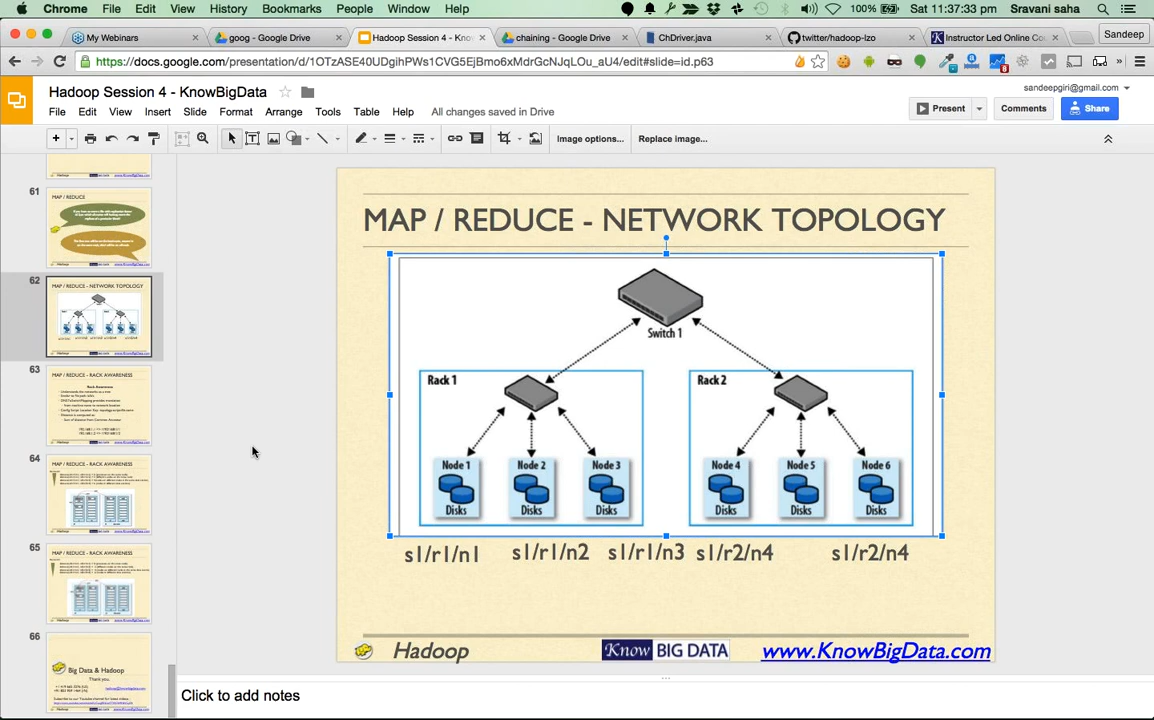 Chrome File Edit View History Bookmarks People Window Help 100% Sat 11:37:33 pm Sravani saha
My Webinars goog - Google Drive Hadoop Session 4 - Kno chaining - Google Drive ChDriver.java twitter/hadoop-lzo Instructor Led Online Co Sandeep
https://docs.google.com/presentation/d/1OTzASE40UDgihPWs1CVG5EjBmo6xMdrGcNJqLOu_aU4/edit#slide=id.p63
Hadoop Session 4 - KnowBigData
sandeepgiri@gmail.com
File Edit View Insert Slide Format Arrange Tools Table Help All changes saved in Drive
Present Comments Share
Image options... Replace image...
61
MAP / REDUCE
62
MAP / REDUCE - NETWORK TOPOLOGY
63
MAP / REDUCE - RACK AWARENESS
Rack Awareness
64
MAP / REDUCE - RACK AWARENESS
65
MAP / REDUCE - RACK AWARENESS
66
Big Data & Hadoop
Thank you.
MAP / REDUCE - NETWORK TOPOLOGY
Switch 1
Rack 1 Rack 2
Node 1 Node 2 Node 3 Node 4 Node 5 Node 6
Disks Disks Disks Disks Disks Disks
s1/r1/n1 s1/r1/n2 s1/r1/n3 s1/r2/n4 s1/r2/n4
Hadoop Know BIG DATA www.KnowBigData.com
Click to add notes